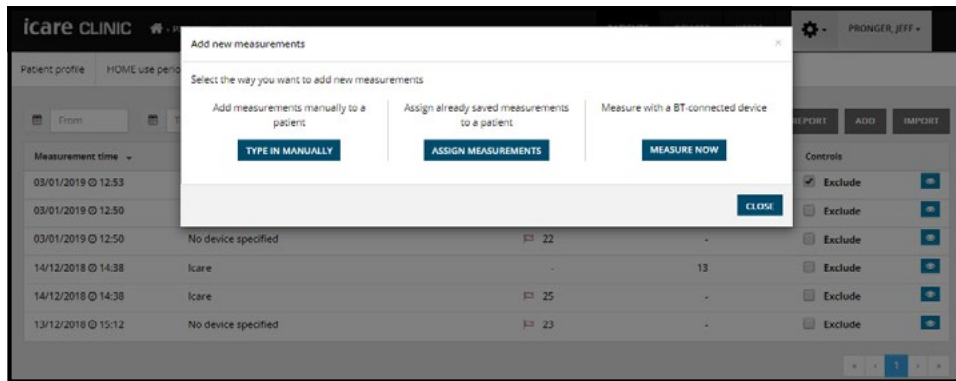 icare CLINIC
PRONGER, JEFF
Add new measurements
×
Patient profile HOME use perio
Select the way you want to add new measurements
Add measurements manually to a patient
TYPE IN MANUALLY
Assign already saved measurements to a patient
ASSIGN MEASUREMENTS
Measure with a BT-connected device
MEASURE NOW
CLOSE
From
REPORT ADD IMPORT
Measurement time Controls
03/01/2019 12:53 Exclude
03/01/2019 12:50 Exclude
03/01/2019 12:50 No device specified 22 - Exclude
14/12/2018 14:38 Icare - 13 Exclude
14/12/2018 14:38 Icare 25 - Exclude
13/12/2018 15:12 No device specified 23 - Exclude
« ‹ 1 › »